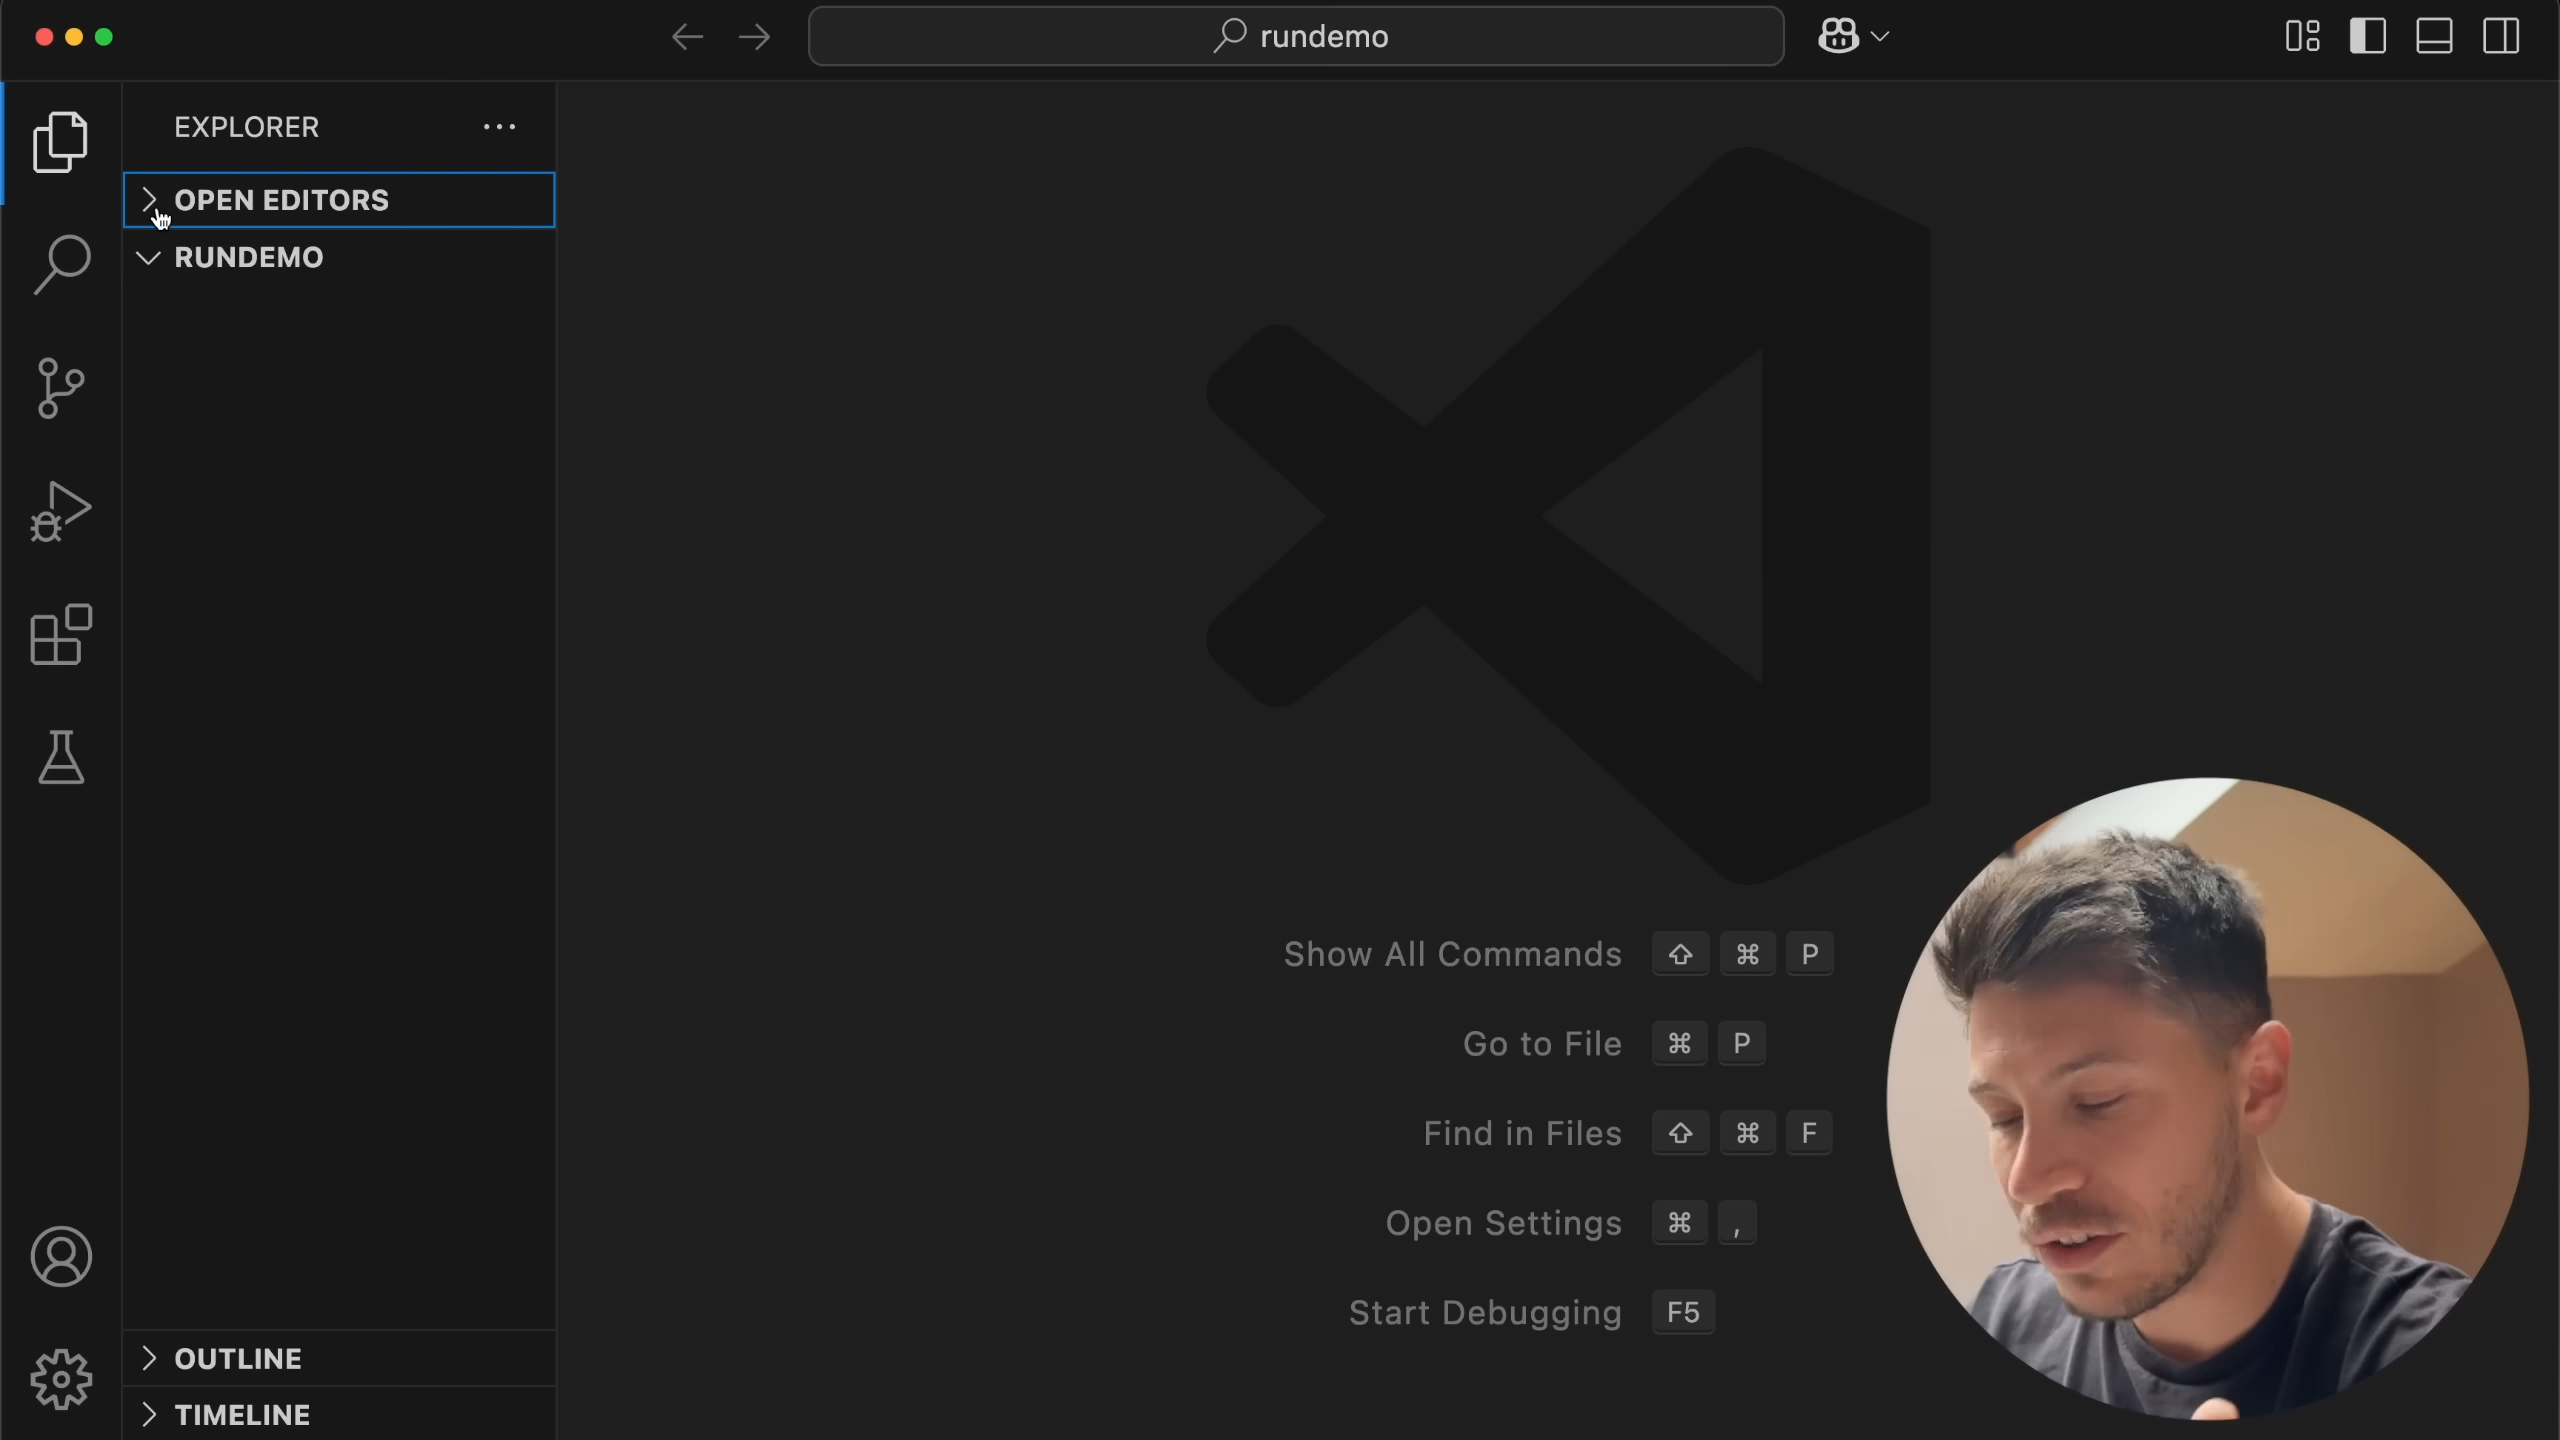 rundemo
EXPLORER
OPEN EDITORS
RUNDEMO
Show All Commands ⇧ ⌘ P
Go to File ⌘ P
Find in Files ⇧ ⌘ F
Open Settings ⌘ ,
Start Debugging F5
OUTLINE
TIMELINE